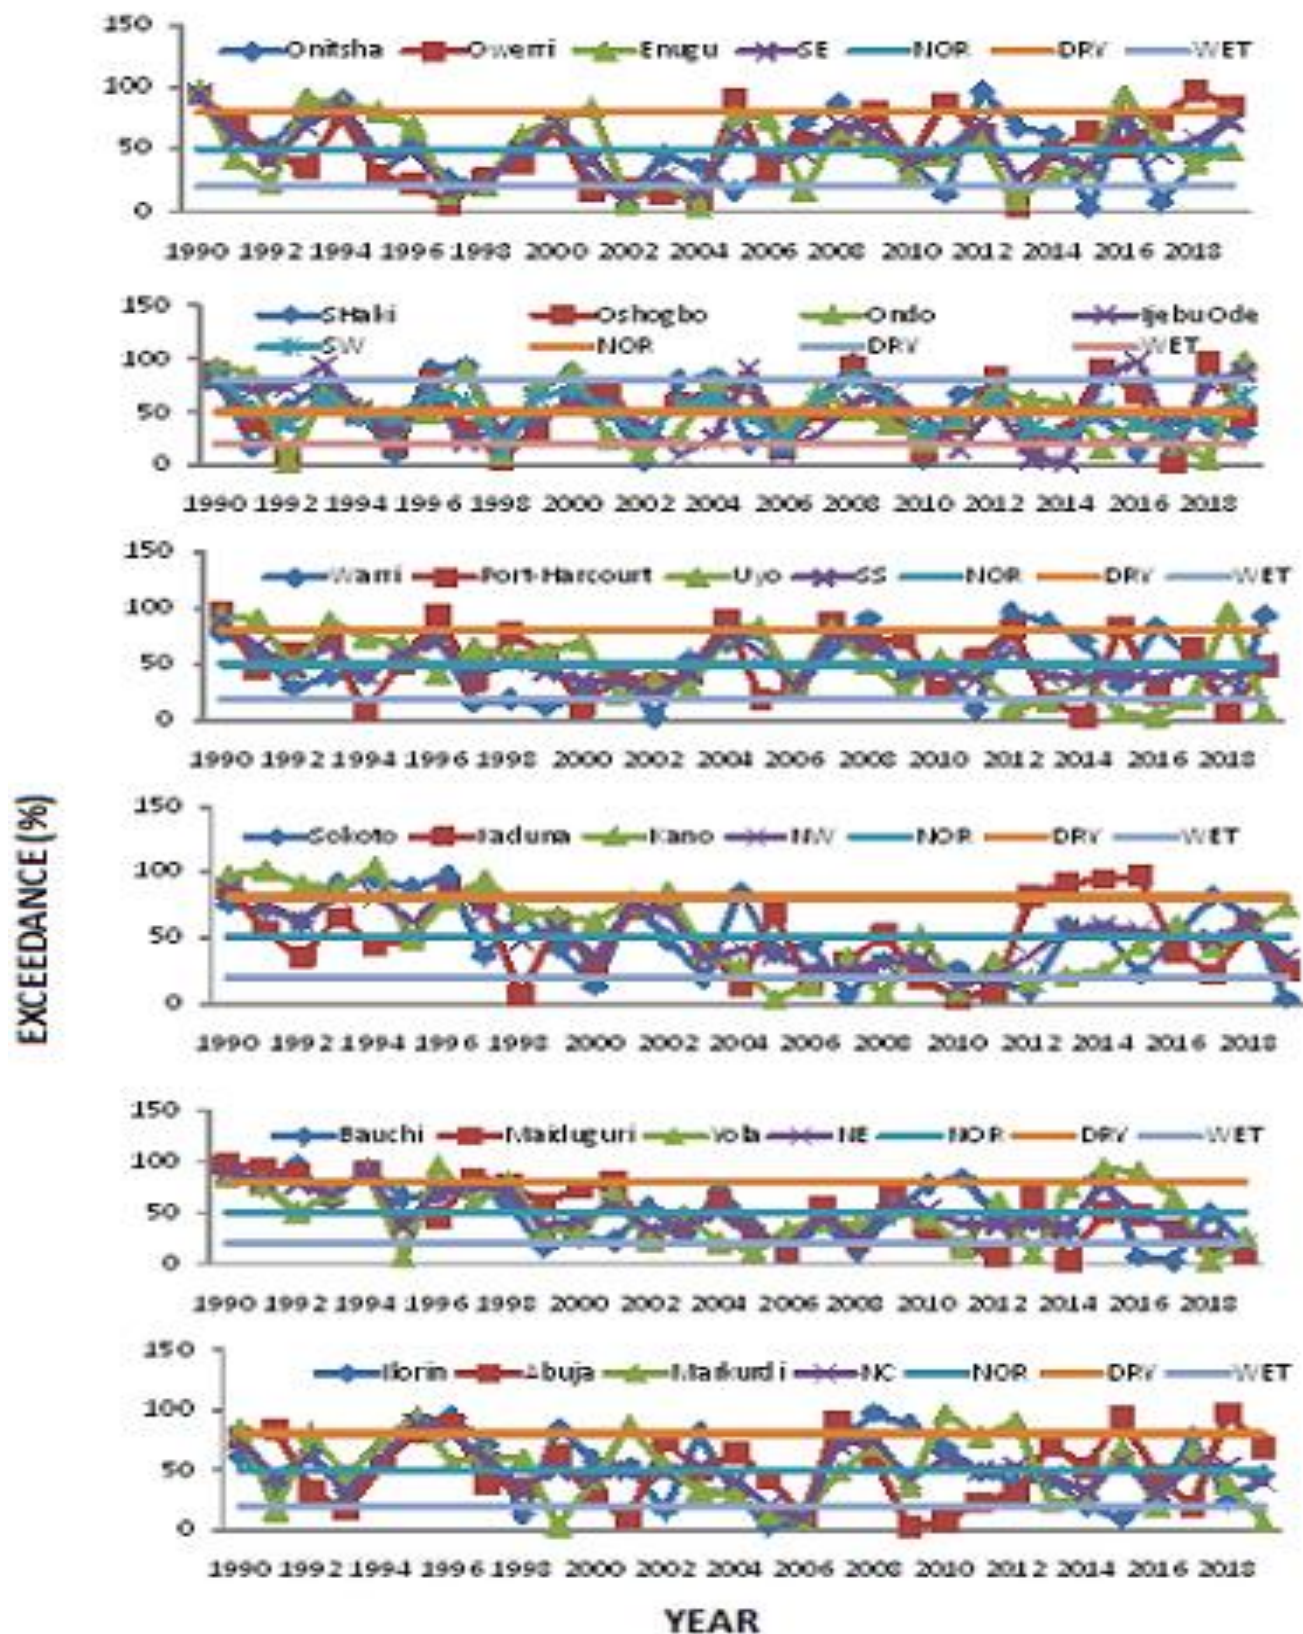 150
Onitsha Owerri Enugu SE NOR DRY WET
100
50
0
1990 1992 1994 1996 1998 2000 2002 2004 2006 2008 2010 2012 2014 2016 2018
150
SHaki Oshogbo Ondo Ijebu Ode
SW NOR DRY WET
100
50
0
1990 1992 1994 1996 1998 2000 2002 2004 2006 2008 2010 2012 2014 2016 2018
150
Warri Port-Harcourt Uyo SS NOR DRY WET
100
50
0
1990 1992 1994 1996 1998 2000 2002 2004 2006 2008 2010 2012 2014 2016 2018
EXCEEDANCE (%)
150
Sokoto Kaduna Kano NW NOR DRY WET
100
50
0
1990 1992 1994 1996 1998 2000 2002 2004 2006 2008 2010 2012 2014 2016 2018
150
Bauchi Maiduguri Yola NE NOR DRY WET
100
50
0
1990 1992 1994 1996 1998 2000 2002 2004 2006 2008 2010 2012 2014 2016 2018
150
Ilorin Abuja Markurdi NC NOR DRY WET
100
50
0
1990 1992 1994 1996 1998 2000 2002 2004 2006 2008 2010 2012 2014 2016 2018
YEAR